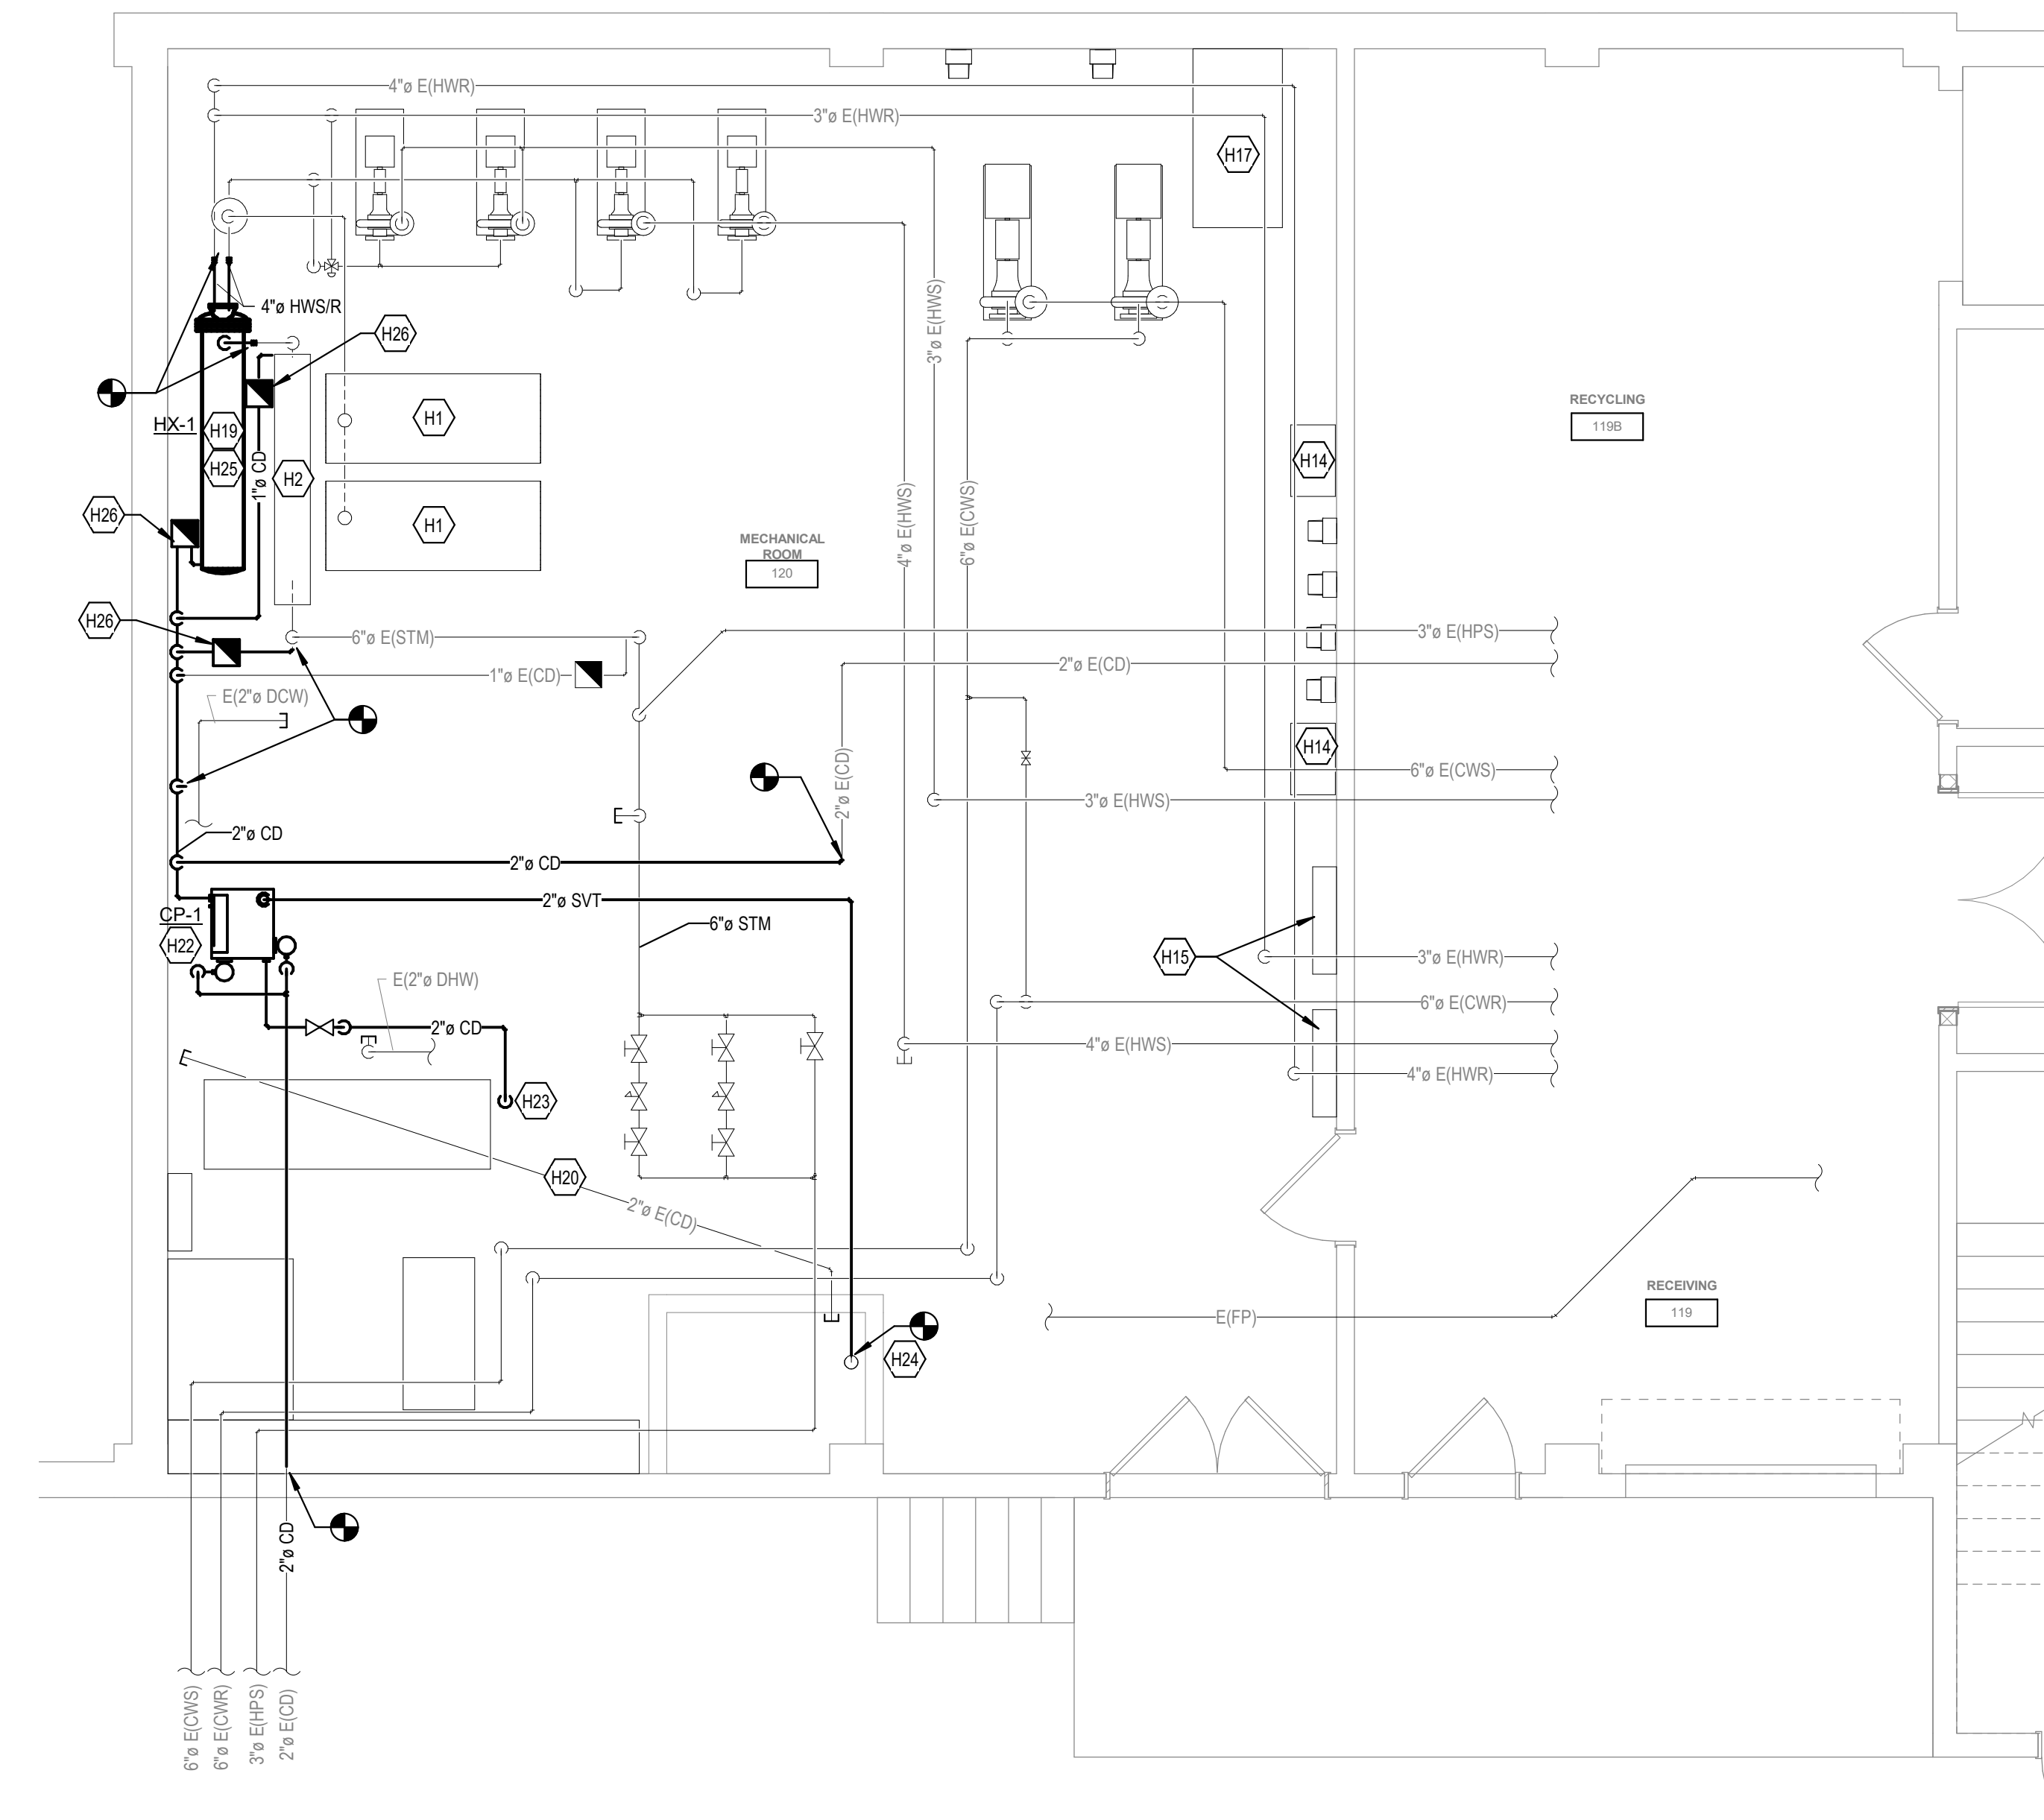 4"ø E(HWR)
3"ø E(HWR)
H17
4"ø HWS/R
H26
3"ø E(HWS)
RECYCLING
119B
HX-1
H19
H1
H14
H25
1"ø CD
H2
H26
H1
4"ø E(HWS)
6"ø E(CWS)
MECHANICAL
ROOM
120
H26
6"ø E(STM)
3"ø E(HPS)
2"ø E(CD)
1"ø E(CD)
E(2"ø DCW)
H14
6"ø E(CWS)
2"ø E(CD)
3"ø E(HWS)
2"ø CD
2"ø CD
2"ø SVT
CP-1
H22
6"ø STM
H15
3"ø E(HWR)
E(2"ø DHW)
6"ø E(CWR)
2"ø CD
4"ø E(HWS)
4"ø E(HWR)
H23
H20
2"ø E(CD)
RECEIVING
119
E(FP)
H24
2"ø CD
6"ø E(CWS)
6"ø E(CWR)
3"ø E(HPS)
2"ø E(CD)